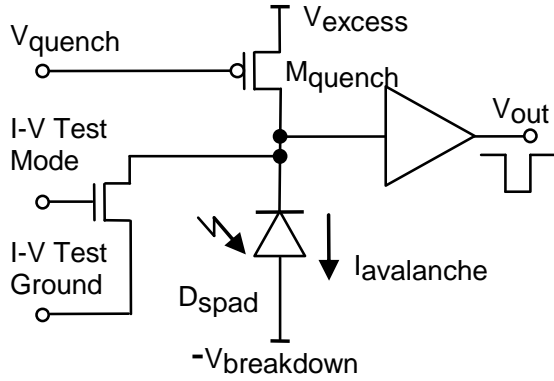 Vexcess
Vquench
Mquench
Vout
I-V Test
Mode
I-V Test
Ground
Iavalanche
Dspad
-Vbreakdown